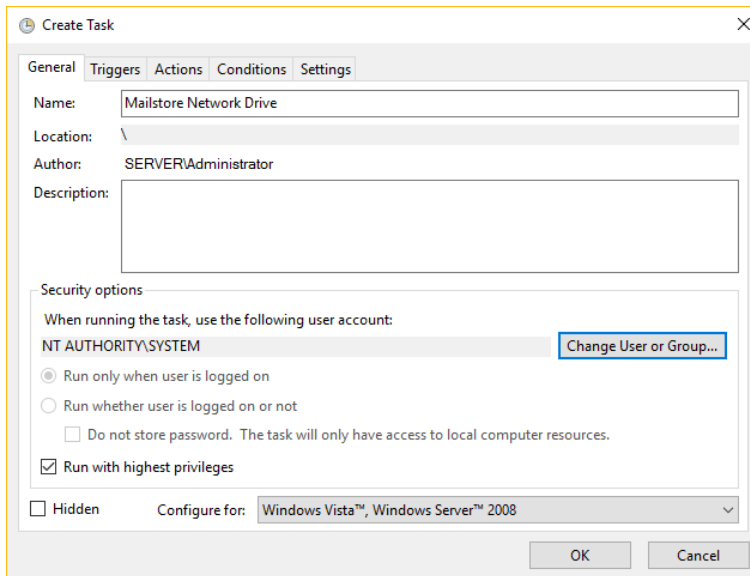 Create Task
General Triggers Actions Conditions Settings
Name: Mailstore Network Drive
Location: \
Author: SERVER\Administrator
Description:
Security options
When running the task, use the following user account:
NT AUTHORITY\SYSTEM Change User or Group...
Run only when user is logged on
Run whether user is logged on or not
Do not store password. The task will only have access to local computer resources.
Run with highest privileges
Hidden Configure for: Windows Vista™, Windows Server™ 2008
OK Cancel